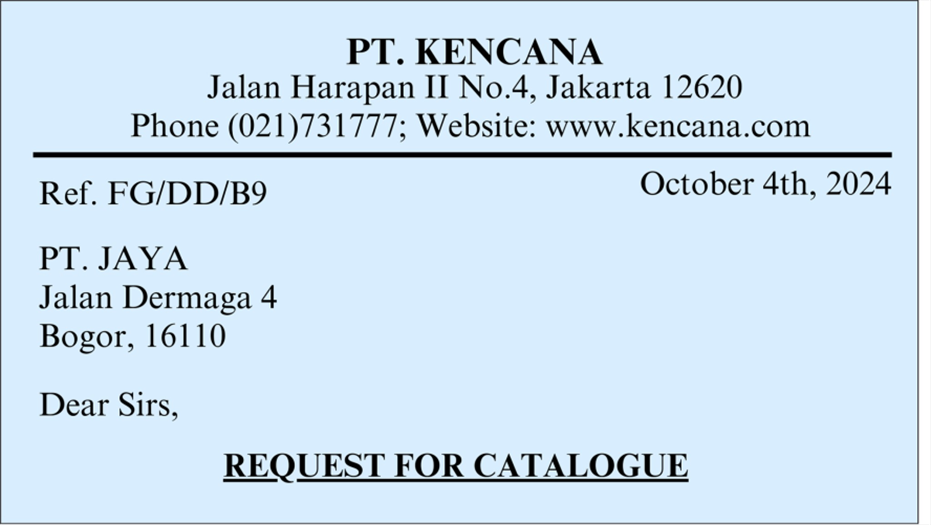 PT. KENCANA
Jalan Harapan II No.4, Jakarta 12620
Phone (021)731777; Website: www.kencana.com
October 4th, 2024
Ref. FG/DD/B9
PT. JAYA
Jalan Dermaga 4
Bogor, 16110
Dear Sirs,
REQUEST FOR CATALOGUE